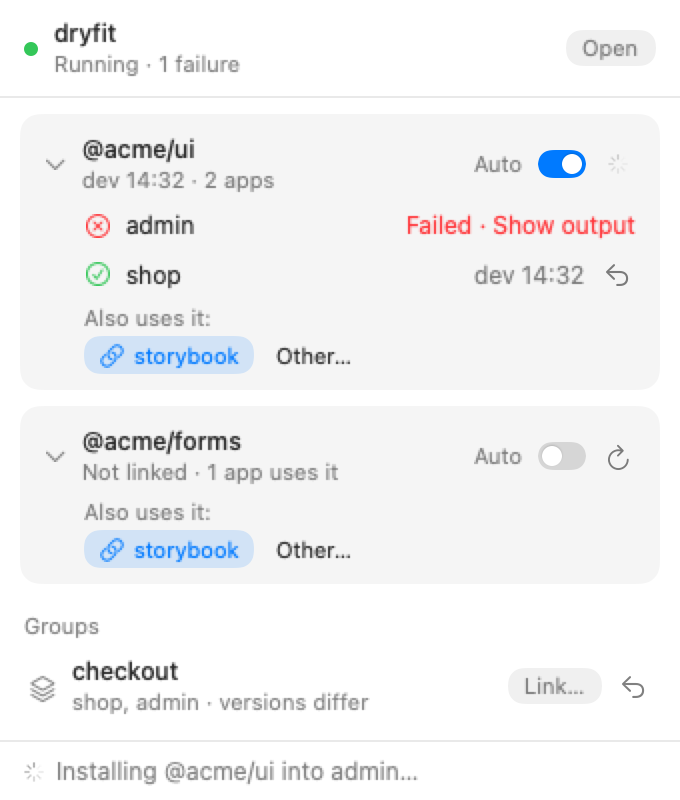 dryfit
Running · 1 failure
Open
@acme/ui
dev 14:32 · 2 apps
Auto
admin
Failed · Show output
shop
dev 14:32
Also uses it:
storybook
Other...
@acme/forms
Not linked · 1 app uses it
Auto
Also uses it:
storybook
Other...
Groups
checkout
shop, admin · versions differ
Link...
Installing @acme/ui into admin...